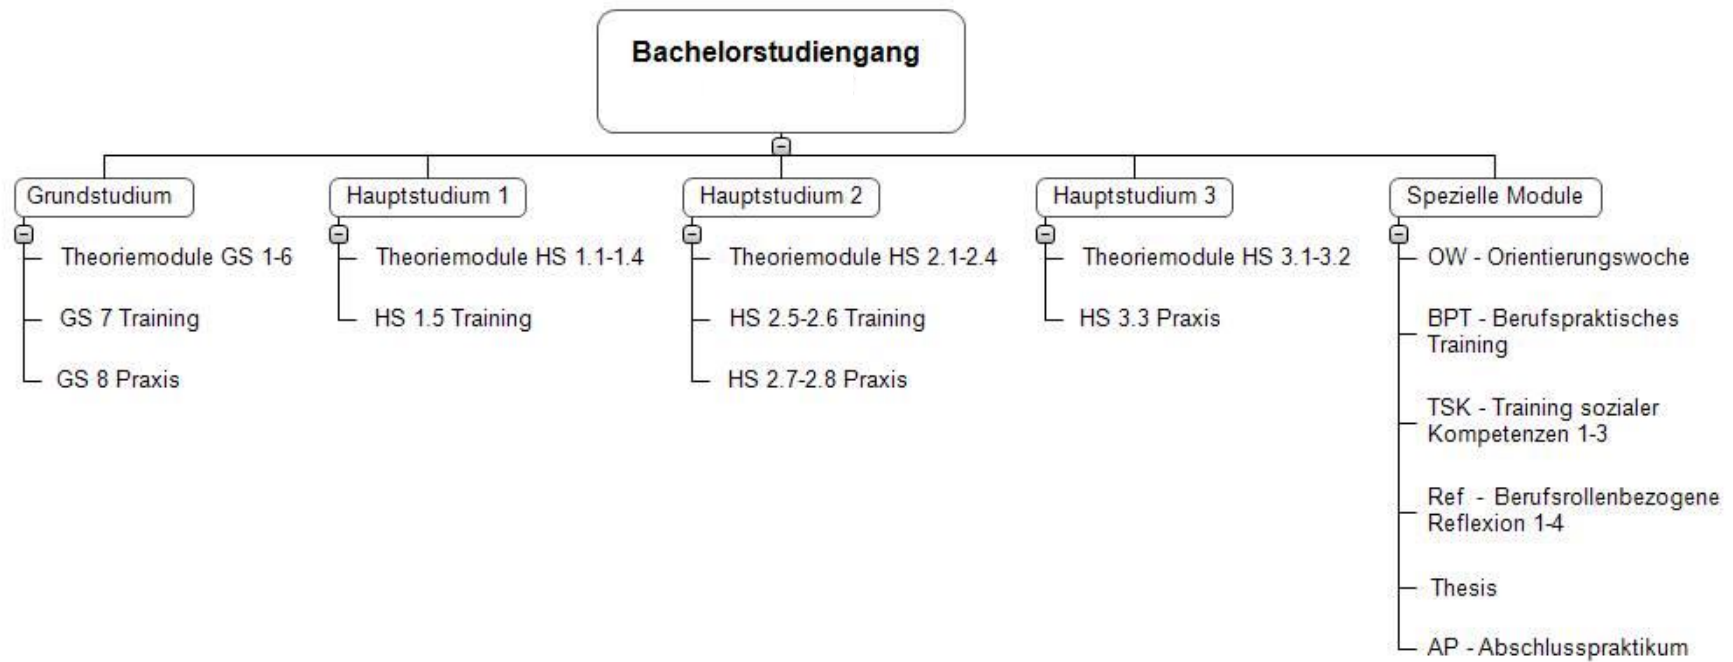 Bachelorstudiengang
Grundstudium
Theoriemodule GS 1-6
GS 7 Training
GS 8 Praxis
Hauptstudium 1
Theoriemodule HS 1.1-1.4
HS 1.5 Training
Hauptstudium 2
Theoriemodule HS 2.1-2.4
HS 2.5-2.6 Training
HS 2.7-2.8 Praxis
Hauptstudium 3
Theoriemodule HS 3.1-3.2
HS 3.3 Praxis
Spezielle Module
OW - Orientierungswoche
BPT - Berufspraktisches
Training
TSK - Training sozialer
Kompetenzen 1-3
Ref - Berufsrollenbezogene
Reflexion 1-4
Thesis
AP - Abschlusspraktikum